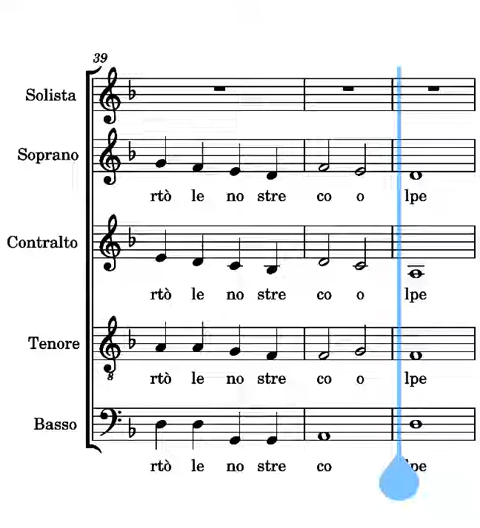 39
Solista
Soprano
rtò le no stre co o lpe
Contralto
rtò le no stre co o lpe
Tenore
8
rtò le no stre co o lpe
Basso
rtò le no stre co lpe